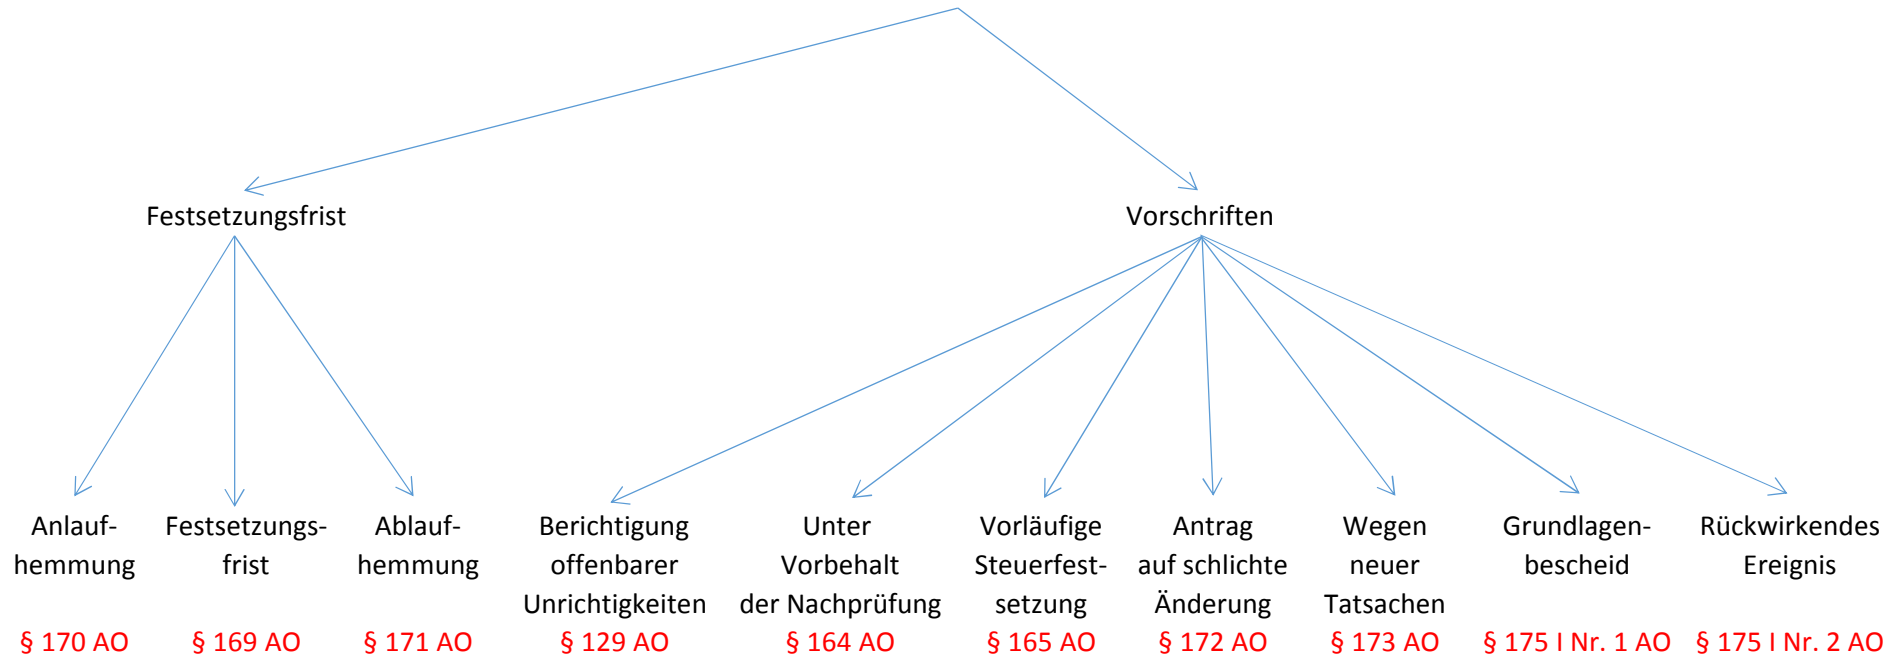 Festsetzungsfrist
Vorschriften
Anlauf-
hemmung
§ 170 AO
Festsetzungs-
frist
§ 169 AO
Ablauf-
hemmung
§ 171 AO
Berichtigung
offenbarer
Unrichtigkeiten
§ 129 AO
Unter
Vorbehalt
der Nachprüfung
§ 164 AO
Vorläufige
Steuerfest-
setzung
§ 165 AO
Antrag
auf schlichte
Änderung
§ 172 AO
Wegen
neuer
Tatsachen
§ 173 AO
Grundlagen-
bescheid
§ 175 I Nr. 1 AO
Rückwirkendes
Ereignis
§ 175 I Nr. 2 AO